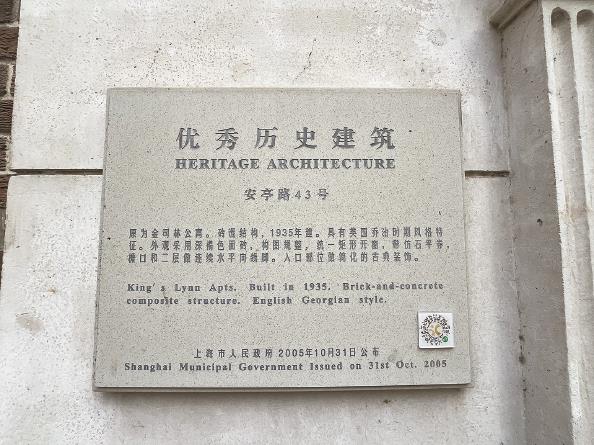 优秀历史建筑
HERITAGE ARCHITECTURE
安亭路43号
原为金司林公寓。砖混结构，1935年建。具有英国乔治时期风格特
征。外观采用深褐色面砖，构图规整，统一矩形开窗，部仿石平券，
檐口和二层做连续水平向线脚。入口部位做简化的古典装饰。
King's Lynn Apts. Built in 1935. Brick-and-concrete
composite structure. English Georgian style.
上海市人民政府 2005年10月31日公布
Shanghai Municipal Government Issued on 31st Oct. 2005